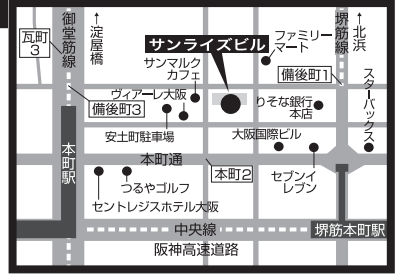 瓦町
3
御堂筋線
↑淀屋橋
サンライズビル
ファミリー
マート
堺筋線
↑北浜
サンマルク
カフェ
備後町1
ヴィアーレ大阪
備後町3
りそな銀行
本店
スターバックス
安土町駐車場
大阪国際ビル
本町通
本町2
セブンイ
レブン
本町駅
つるやゴルフ
セントレジスホテル大阪
中央線
堺筋本町駅
阪神高速道路